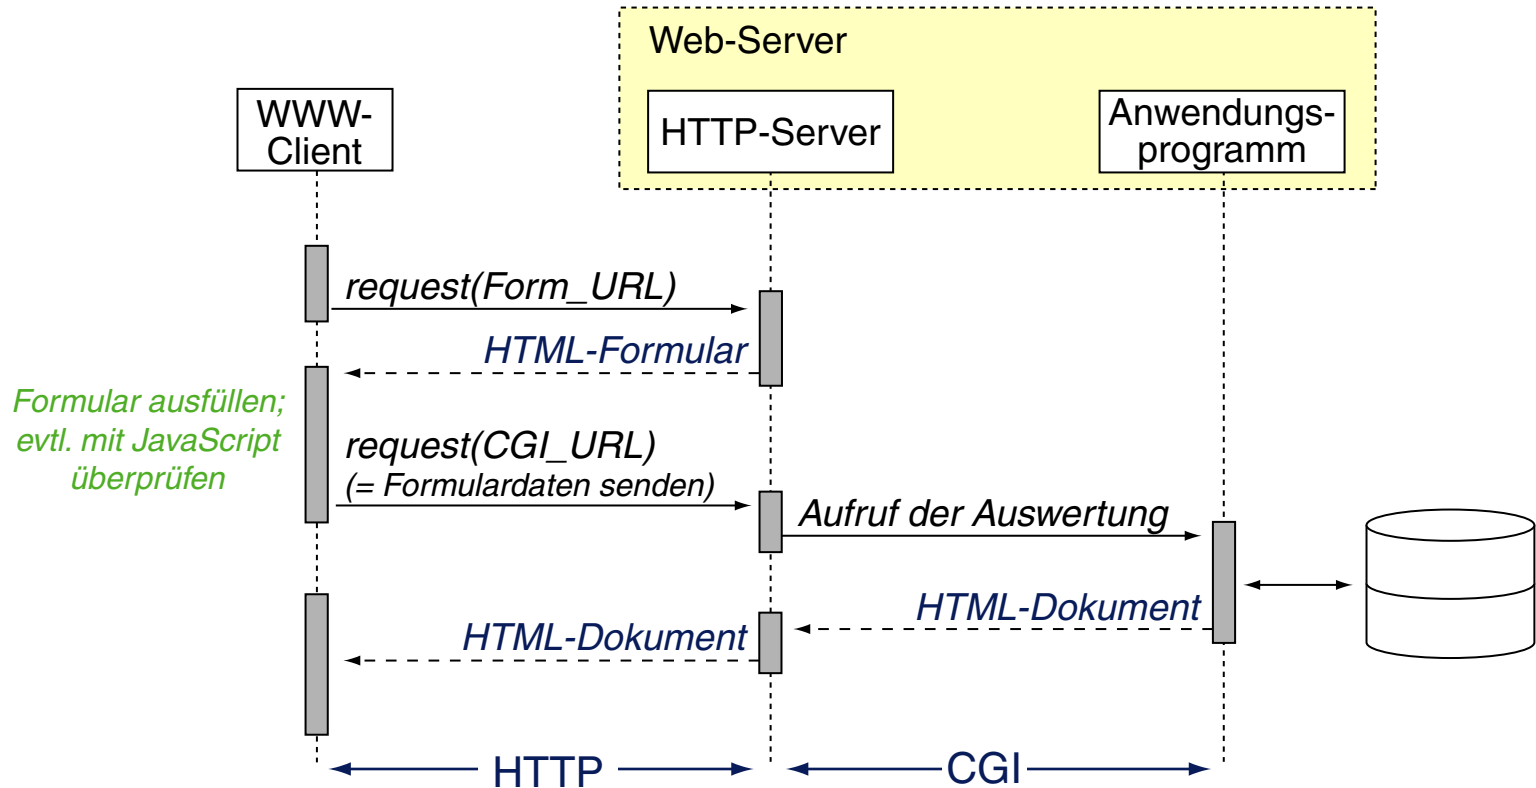 Web-Server
WWW-
Client
HTTP-Server
Anwendungs-
programm
request(Form_URL)
HTML-Formular
Formular ausfüllen;
evtl. mit JavaScript
überprüfen
request(CGI_URL)
(= Formulardaten senden)
Aufruf der Auswertung
HTML-Dokument
HTML-Dokument
HTTP
CGI